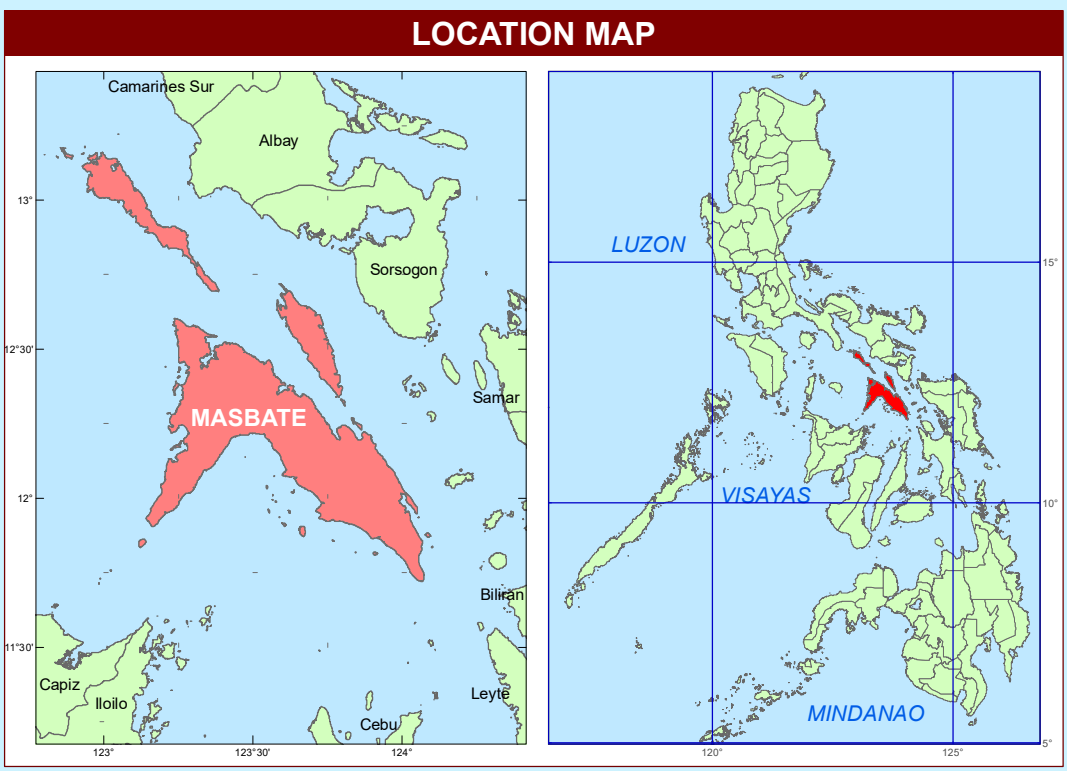 LOCATION MAP
Camarines Sur
Albay
13°
Sorsogon
12°30'
Samar
MASBATE
12°
Biliran
11°30'
Capiz
Iloilo
Leyte
Cebu
123°
123°30'
124°
LUZON
15°
VISAYAS
10°
MINDANAO
5°
120°
125°